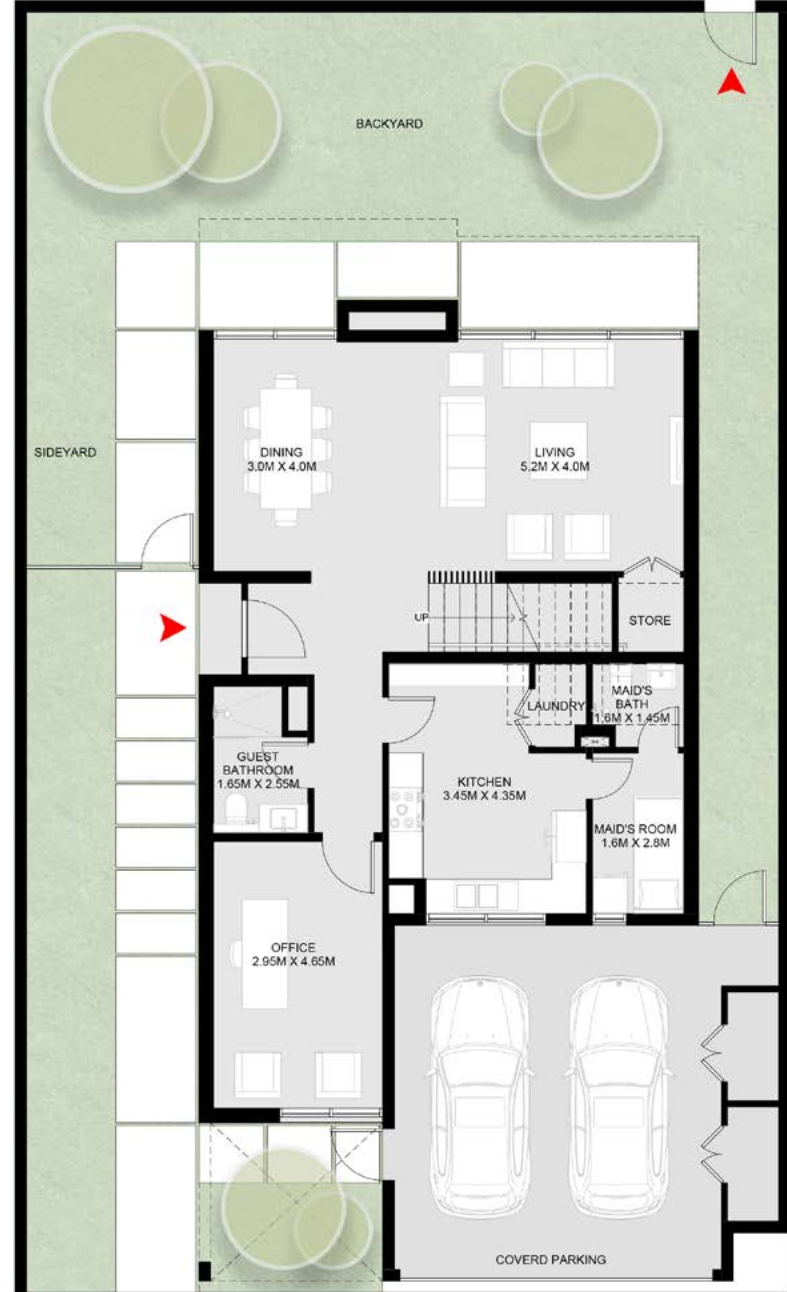 BACKYARD
SIDEYARD
DINING
3.0M X 4.0M
LIVING
5.2M X 4.0M
UP
STORE
LAUNDRY
MAID'S
BATH
1.6M X 1.45M
GUEST
BATHROOM
1.65M X 2.55M
KITCHEN
3.45M X 4.35M
MAID'S ROOM
1.6M X 2.8M
OFFICE
2.95M X 4.65M
COVERD PARKING